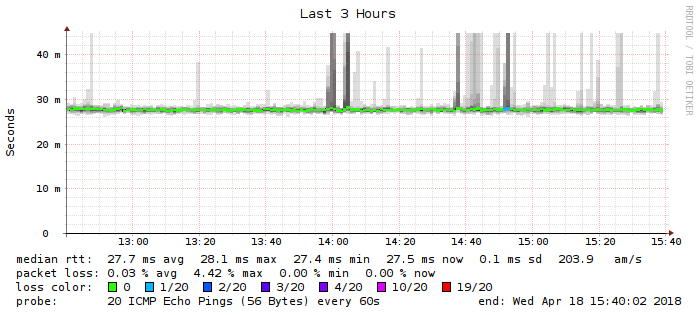 Last 3 Hours
RRDTOOL / TOBI OETIKER
Seconds
40 m
30 m
20 m
10 m
0
13:00 13:20 13:40 14:00 14:20 14:40 15:00 15:20 15:40
median rtt: 27.7 ms avg 28.1 ms max 27.4 ms min 27.5 ms now 0.1 ms sd 203.9 am/s
packet loss: 0.03 % avg 4.42 % max 0.00 % min 0.00 % now
loss color: 0 1/20 2/20 3/20 4/20 10/20 19/20
probe: 20 ICMP Echo Pings (56 Bytes) every 60s end: Wed Apr 18 15:40:02 2018